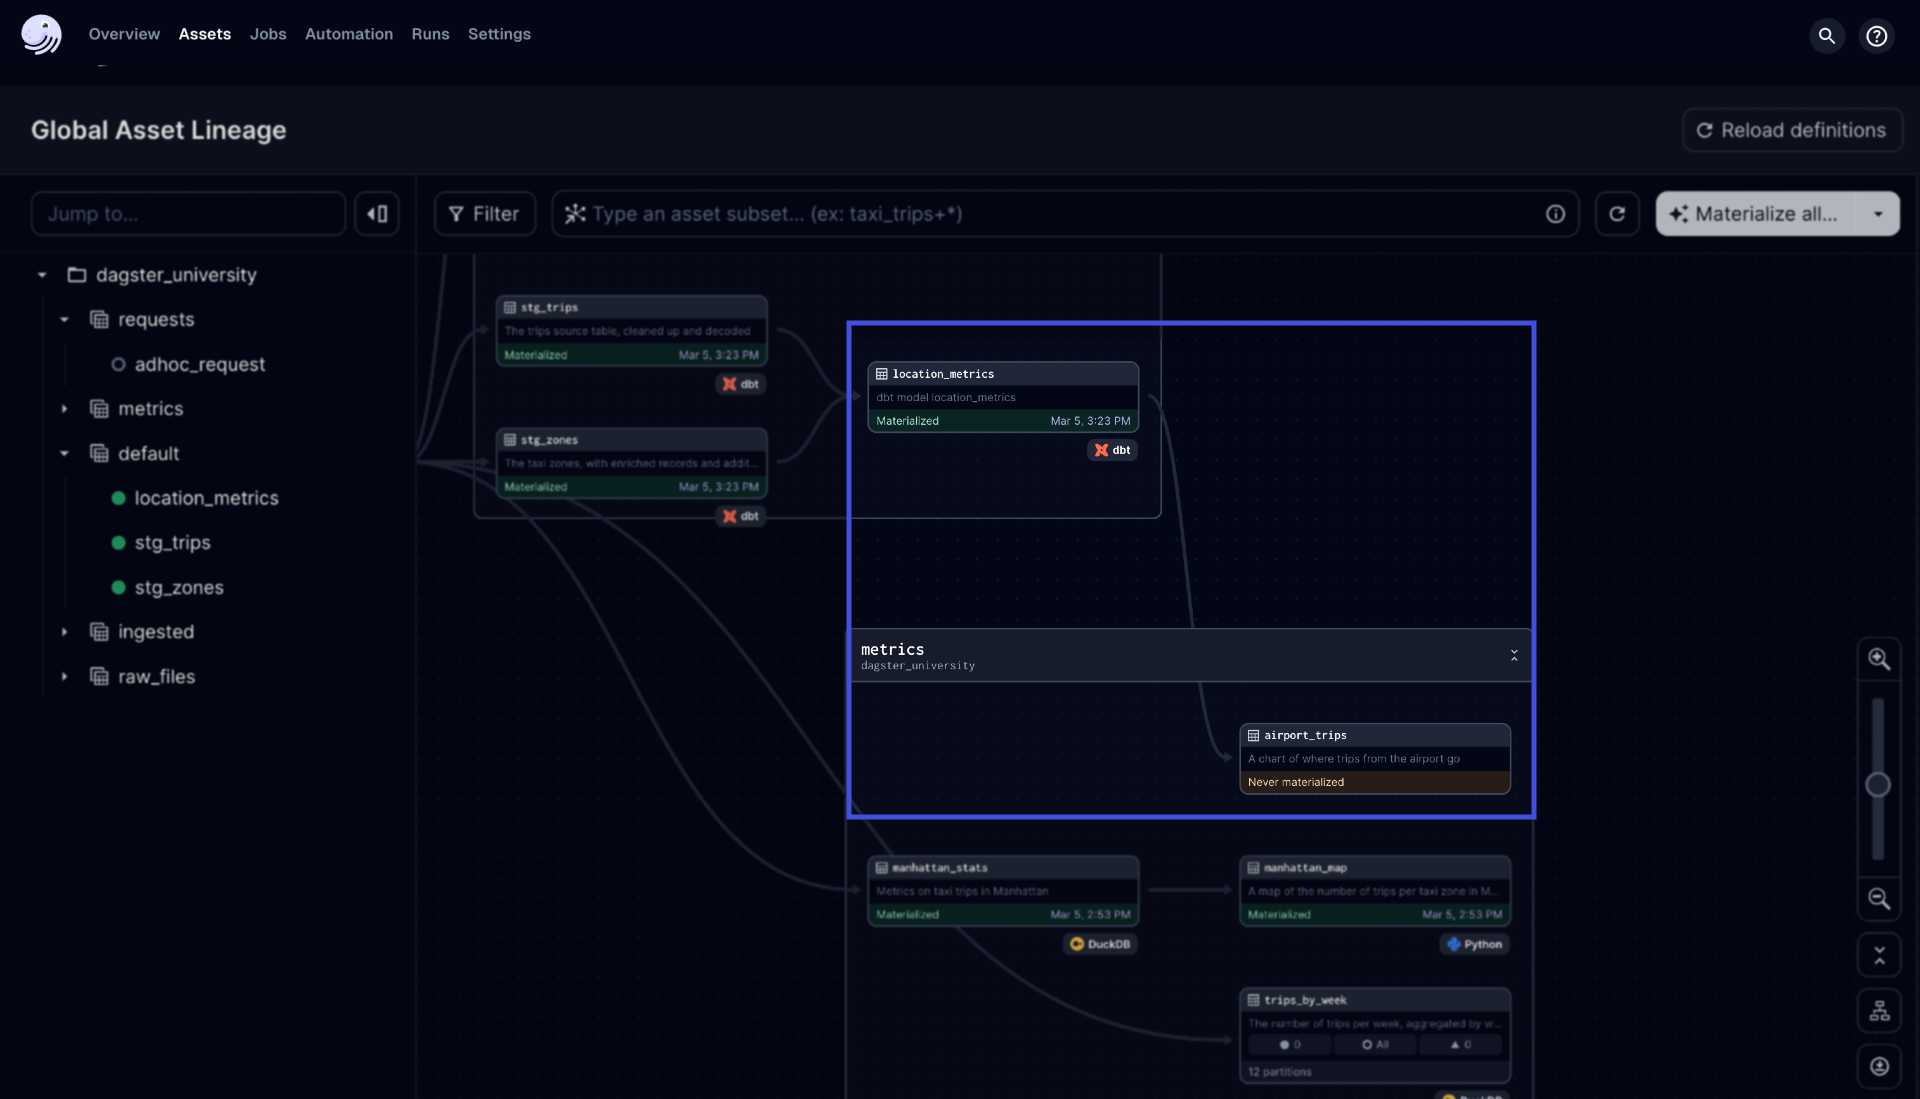 Overview Assets Jobs Automation Runs Settings
Global Asset Lineage
Reload definitions
Jump to...
Filter
Type an asset subset... (ex: taxi_trips+*)
Materialize all...
dagster_university
requests
adhoc_request
metrics
default
location_metrics
stg_trips
stg_zones
ingested
raw_files
stg_trips
The trips source table, cleaned up and decoded
Materialized Mar 5, 3:23 PM
dbt
stg_zones
The taxi zones, with enriched records and addit...
Materialized Mar 5, 3:23 PM
dbt
location_metrics
dbt model location_metrics
Materialized Mar 5, 3:23 PM
dbt
metrics
dagster_university
airport_trips
A chart of where trips from the airport go
Never materialized
manhattan_stats
Metrics on taxi trips in Manhattan
Materialized Mar 5, 2:53 PM
DuckDB
manhattan_map
A map of the number of trips per taxi zone in M...
Materialized Mar 5, 2:53 PM
Python
trips_by_week
The number of trips per week, aggregated by w...
0 All 0
12 partitions